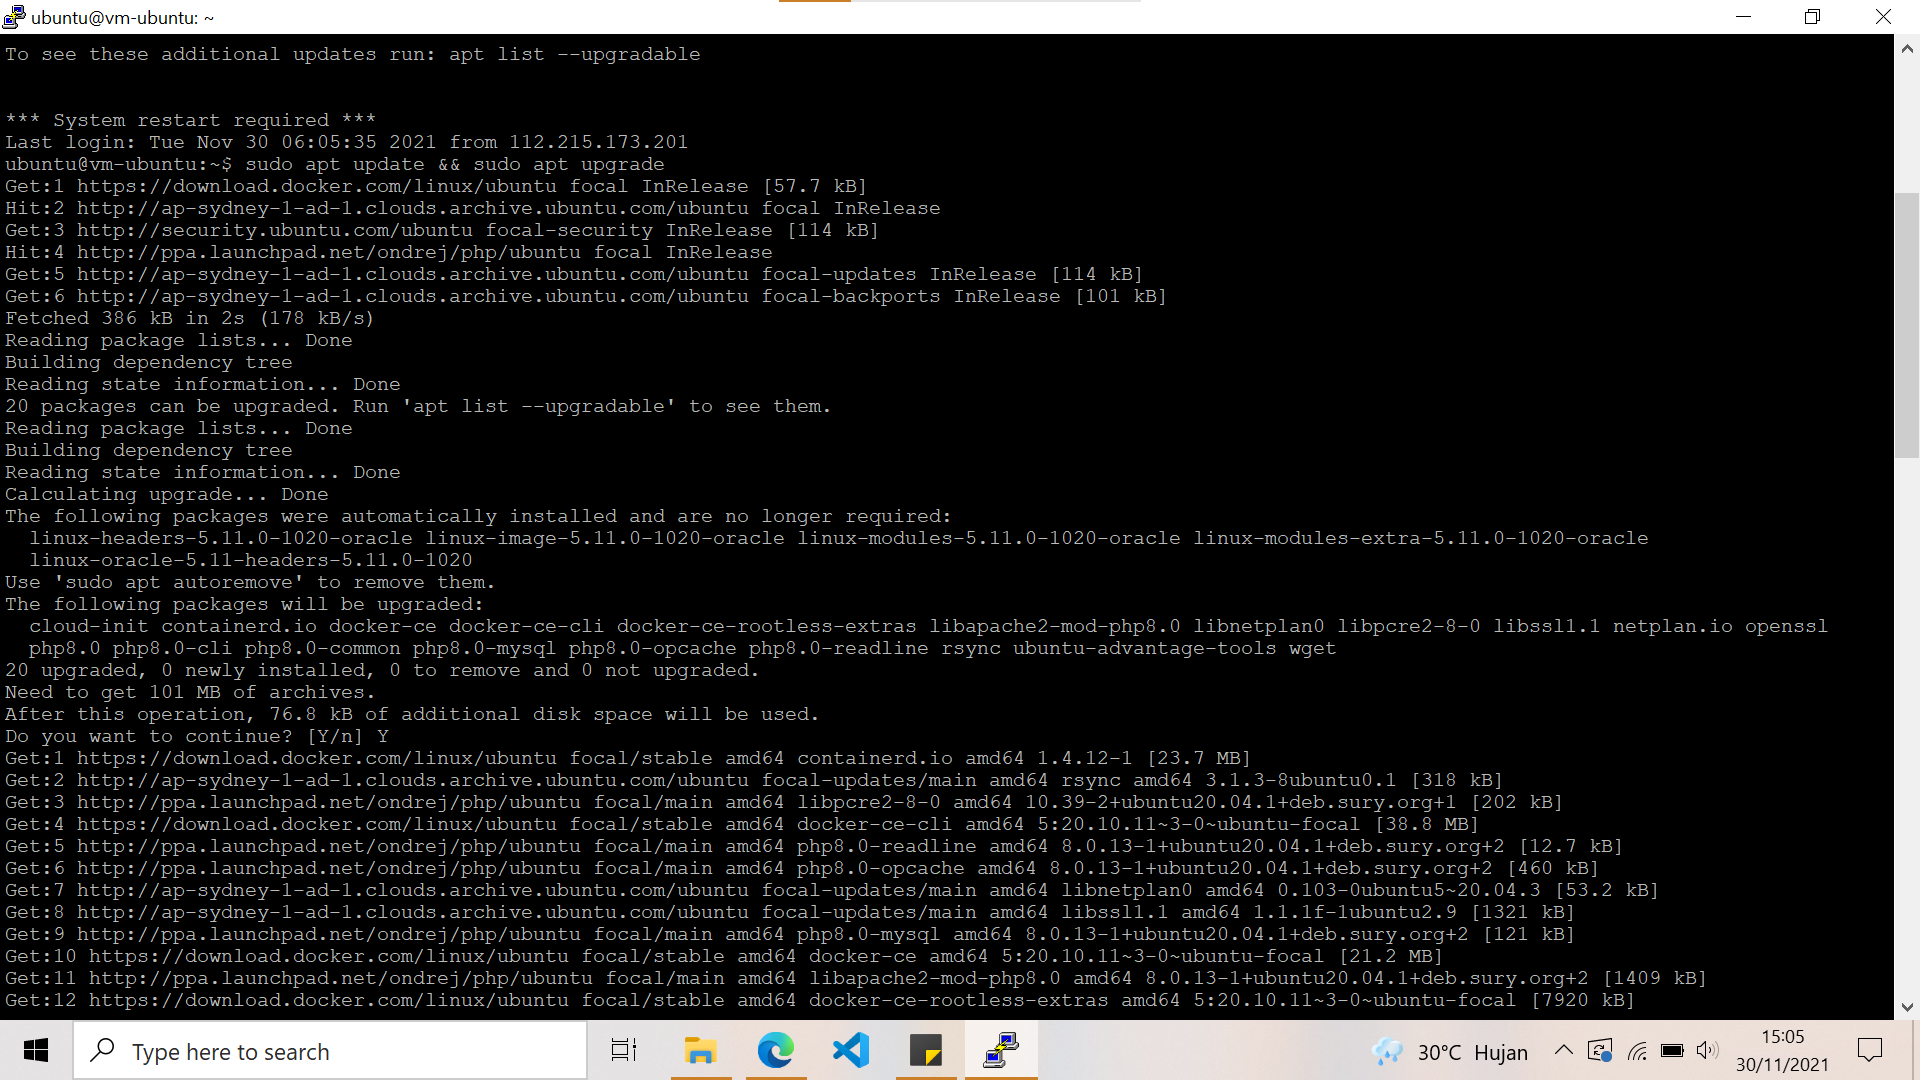 ubuntu@vm-ubuntu: ~
To see these additional updates run: apt list --upgradable
*** System restart required ***
Last login: Tue Nov 30 06:05:35 2021 from 112.215.173.201
ubuntu@vm-ubuntu:~$ sudo apt update && sudo apt upgrade
Get:1 https://download.docker.com/linux/ubuntu focal InRelease [57.7 kB]
Hit:2 http://ap-sydney-1-ad-1.clouds.archive.ubuntu.com/ubuntu focal InRelease
Get:3 http://security.ubuntu.com/ubuntu focal-security InRelease [114 kB]
Hit:4 http://ppa.launchpad.net/ondrej/php/ubuntu focal InRelease
Get:5 http://ap-sydney-1-ad-1.clouds.archive.ubuntu.com/ubuntu focal-updates InRelease [114 kB]
Get:6 http://ap-sydney-1-ad-1.clouds.archive.ubuntu.com/ubuntu focal-backports InRelease [101 kB]
Fetched 386 kB in 2s (178 kB/s)
Reading package lists... Done
Building dependency tree
Reading state information... Done
20 packages can be upgraded. Run 'apt list --upgradable' to see them.
Reading package lists... Done
Building dependency tree
Reading state information... Done
Calculating upgrade... Done
The following packages were automatically installed and are no longer required:
  linux-headers-5.11.0-1020-oracle linux-image-5.11.0-1020-oracle linux-modules-5.11.0-1020-oracle linux-modules-extra-5.11.0-1020-oracle
  linux-oracle-5.11-headers-5.11.0-1020
Use 'sudo apt autoremove' to remove them.
The following packages will be upgraded:
  cloud-init containerd.io docker-ce docker-ce-cli docker-ce-rootless-extras libapache2-mod-php8.0 libnetplan0 libpcre2-8-0 libssl1.1 netplan.io openssl
  php8.0 php8.0-cli php8.0-common php8.0-mysql php8.0-opcache php8.0-readline rsync ubuntu-advantage-tools wget
20 upgraded, 0 newly installed, 0 to remove and 0 not upgraded.
Need to get 101 MB of archives.
After this operation, 76.8 kB of additional disk space will be used.
Do you want to continue? [Y/n] Y
Get:1 https://download.docker.com/linux/ubuntu focal/stable amd64 containerd.io amd64 1.4.12-1 [23.7 MB]
Get:2 http://ap-sydney-1-ad-1.clouds.archive.ubuntu.com/ubuntu focal-updates/main amd64 rsync amd64 3.1.3-8ubuntu0.1 [318 kB]
Get:3 http://ppa.launchpad.net/ondrej/php/ubuntu focal/main amd64 libpcre2-8-0 amd64 10.39-2+ubuntu20.04.1+deb.sury.org+1 [202 kB]
Get:4 https://download.docker.com/linux/ubuntu focal/stable amd64 docker-ce-cli amd64 5:20.10.11~3-0~ubuntu-focal [38.8 MB]
Get:5 http://ppa.launchpad.net/ondrej/php/ubuntu focal/main amd64 php8.0-readline amd64 8.0.13-1+ubuntu20.04.1+deb.sury.org+2 [12.7 kB]
Get:6 http://ppa.launchpad.net/ondrej/php/ubuntu focal/main amd64 php8.0-opcache amd64 8.0.13-1+ubuntu20.04.1+deb.sury.org+2 [460 kB]
Get:7 http://ap-sydney-1-ad-1.clouds.archive.ubuntu.com/ubuntu focal-updates/main amd64 libnetplan0 amd64 0.103-0ubuntu5~20.04.3 [53.2 kB]
Get:8 http://ap-sydney-1-ad-1.clouds.archive.ubuntu.com/ubuntu focal-updates/main amd64 libssl1.1 amd64 1.1.1f-1ubuntu2.9 [1321 kB]
Get:9 http://ppa.launchpad.net/ondrej/php/ubuntu focal/main amd64 php8.0-mysql amd64 8.0.13-1+ubuntu20.04.1+deb.sury.org+2 [121 kB]
Get:10 https://download.docker.com/linux/ubuntu focal/stable amd64 docker-ce amd64 5:20.10.11~3-0~ubuntu-focal [21.2 MB]
Get:11 http://ppa.launchpad.net/ondrej/php/ubuntu focal/main amd64 libapache2-mod-php8.0 amd64 8.0.13-1+ubuntu20.04.1+deb.sury.org+2 [1409 kB]
Get:12 https://download.docker.com/linux/ubuntu focal/stable amd64 docker-ce-rootless-extras amd64 5:20.10.11~3-0~ubuntu-focal [7920 kB]
Type here to search
30°C Hujan
15:05
30/11/2021